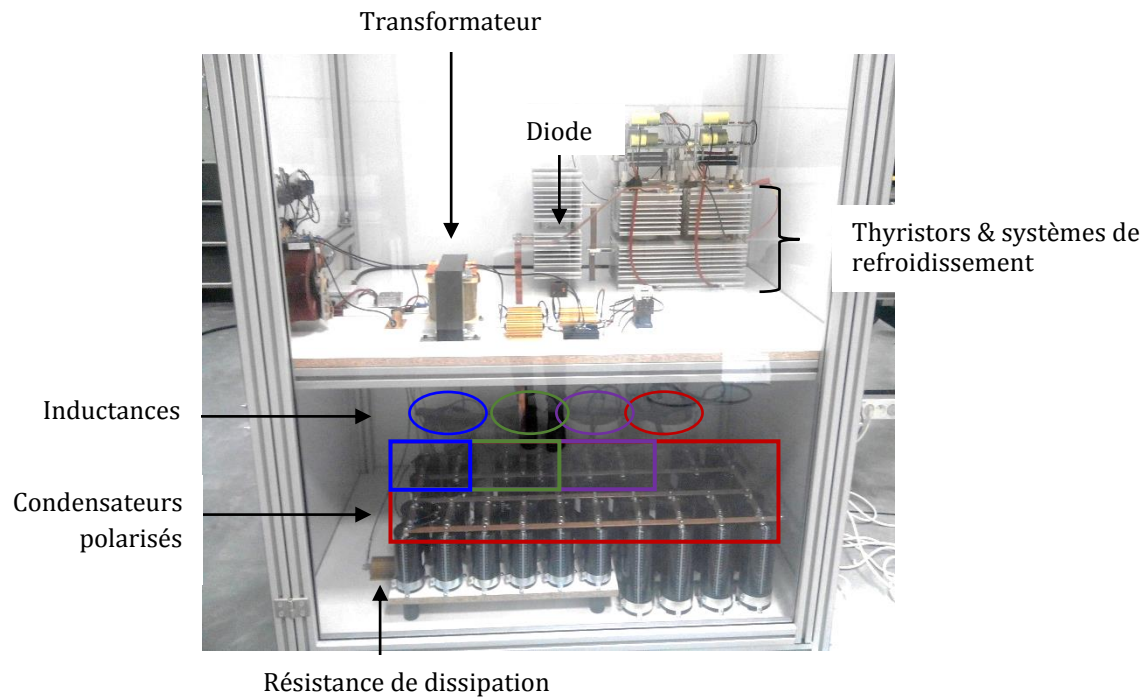 Transformateur
Diode
Thyristors & systèmes de
refroidissement
Inductances
Condensateurs
polarisés
Résistance de dissipation